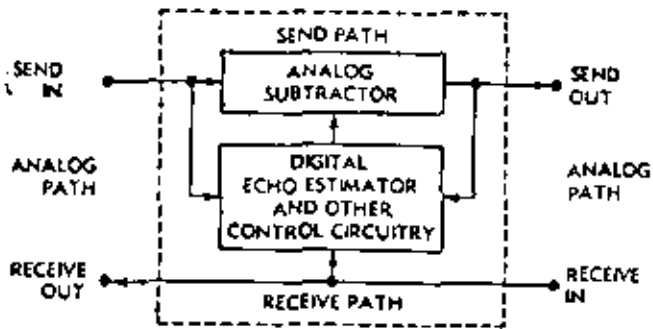 SEND PATH
SEND
IN
ANALOG
SUBTRACTOR
SEND
OUT
ANALOG
PATH
DIGITAL
ECHO ESTIMATOR
AND OTHER
CONTROL CIRCUITRY
ANALOG
PATH
RECEIVE
OUT
RECEIVE PATH
RECEIVE
IN